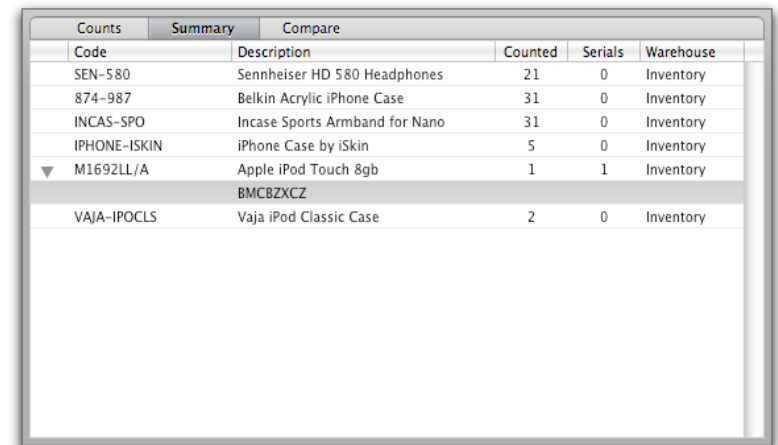 Counts Summary Compare
Code Description Counted Serials Warehouse
SEN-580 Sennheiser HD 580 Headphones 21 0 Inventory
874-987 Belkin Acrylic iPhone Case 31 0 Inventory
INCAS-SPO Incase Sports Armband for Nano 31 0 Inventory
IPHONE-ISKIN iPhone Case by iSkin 5 0 Inventory
M1692LL/A Apple iPod Touch 8gb 1 1 Inventory
BMCBZXCZ
VAJA-IPOCLS Vaja iPod Classic Case 2 0 Inventory